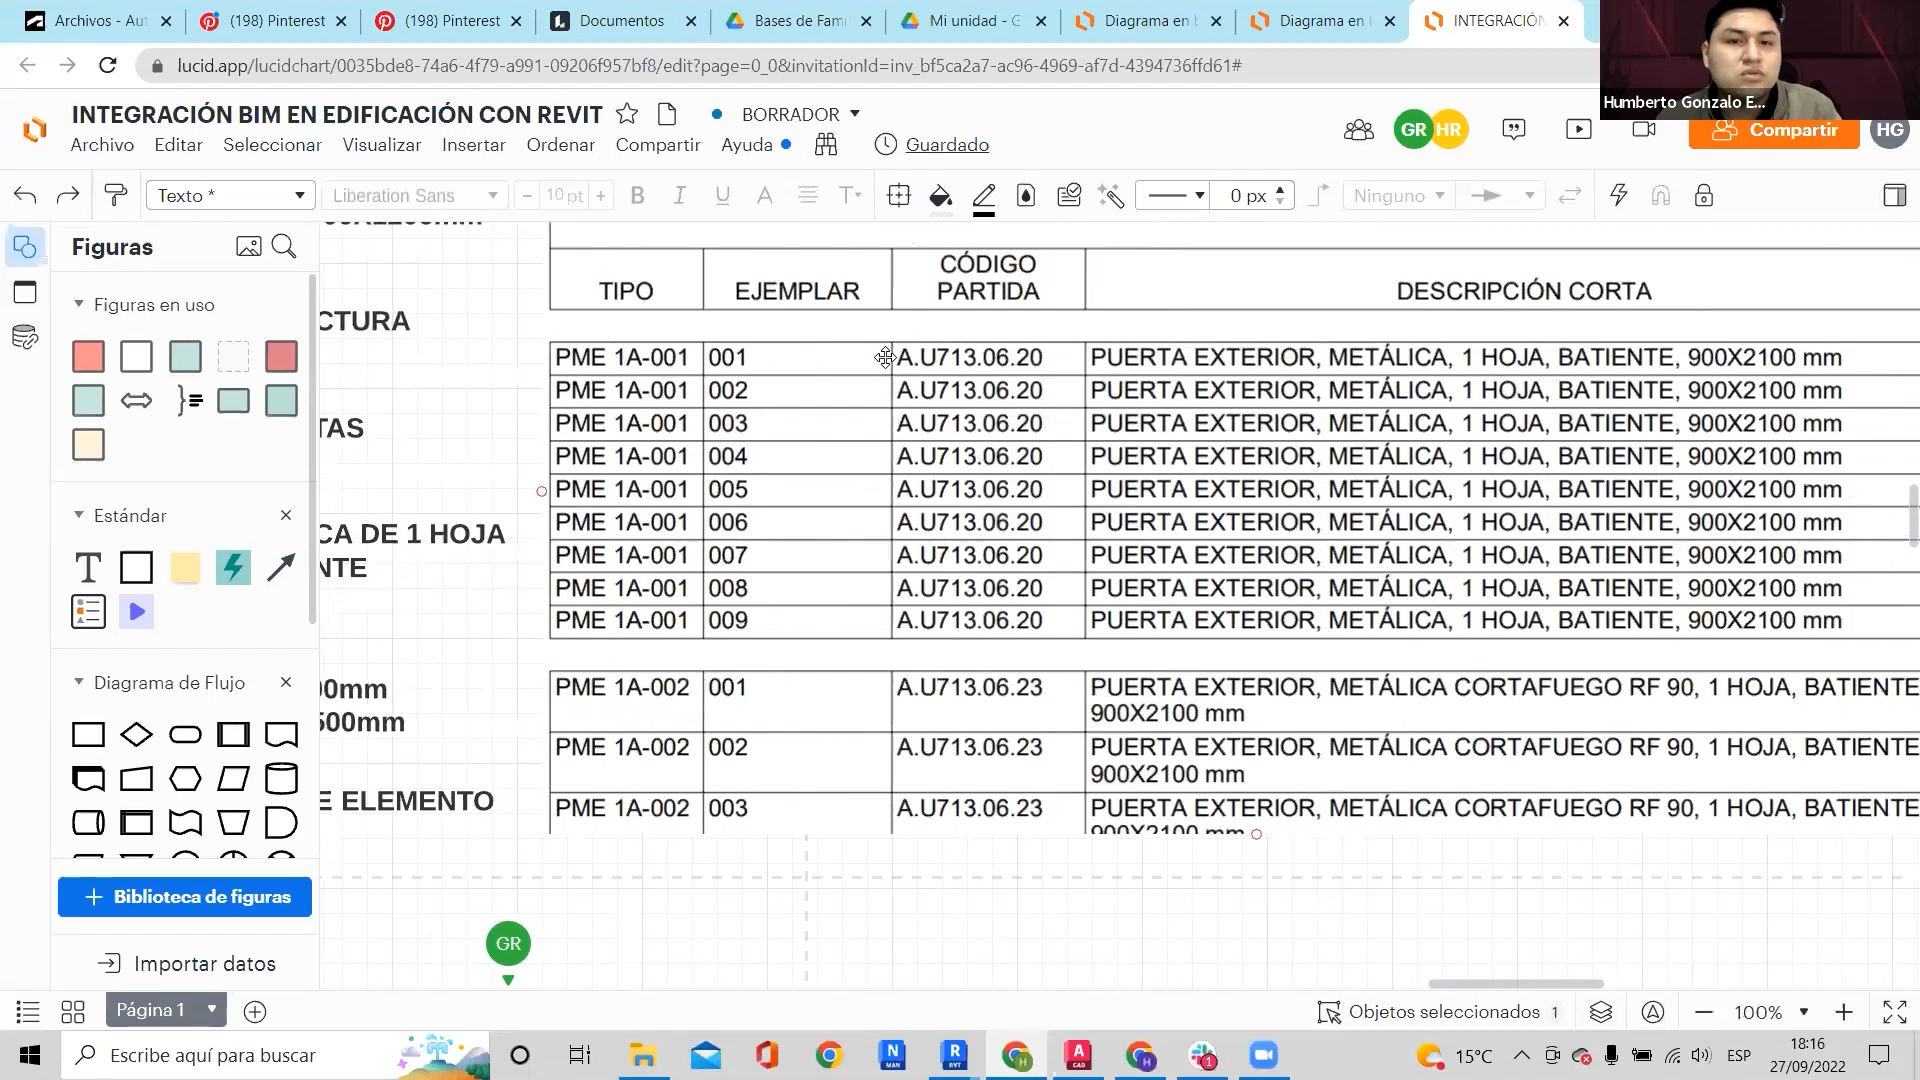 Archivos - Aut
(198) Pinterest
(198) Pinterest
Documentos
Bases de Fami
Mi unidad - G
Diagrama en b
Diagrama en
INTEGRACIÓN
lucid.app/lucidchart/0035bde8-74a6-4f79-a991-09206f957bf8/edit?page=0_0&invitationId=inv_bf5ca2a7-ac96-4969-af7d-4394736ffd61#
Humberto Gonzalo E...
INTEGRACIÓN BIM EN EDIFICACIÓN CON REVIT
BORRADOR
GR
HR
Compartir
HG
Archivo
Editar
Seleccionar
Visualizar
Insertar
Ordenar
Compartir
Ayuda
Guardado
Texto *
Liberation Sans
10 pt
B
I
U
A
T
0 px
Ninguno
Figuras
Figuras en uso
Estándar
T
Diagrama de Flujo
Biblioteca de figuras
Importar datos
CTURA
TAS
CA DE 1 HOJA
NTE
00mm
500mm
E ELEMENTO
GR
TIPO EJEMPLAR CÓDIGO PARTIDA DESCRIPCIÓN CORTA
PME 1A-001 001 A.U713.06.20 PUERTA EXTERIOR, METÁLICA, 1 HOJA, BATIENTE, 900X2100 mm
PME 1A-001 002 A.U713.06.20 PUERTA EXTERIOR, METÁLICA, 1 HOJA, BATIENTE, 900X2100 mm
PME 1A-001 003 A.U713.06.20 PUERTA EXTERIOR, METÁLICA, 1 HOJA, BATIENTE, 900X2100 mm
PME 1A-001 004 A.U713.06.20 PUERTA EXTERIOR, METÁLICA, 1 HOJA, BATIENTE, 900X2100 mm
PME 1A-001 005 A.U713.06.20 PUERTA EXTERIOR, METÁLICA, 1 HOJA, BATIENTE, 900X2100 mm
PME 1A-001 006 A.U713.06.20 PUERTA EXTERIOR, METÁLICA, 1 HOJA, BATIENTE, 900X2100 mm
PME 1A-001 007 A.U713.06.20 PUERTA EXTERIOR, METÁLICA, 1 HOJA, BATIENTE, 900X2100 mm
PME 1A-001 008 A.U713.06.20 PUERTA EXTERIOR, METÁLICA, 1 HOJA, BATIENTE, 900X2100 mm
PME 1A-001 009 A.U713.06.20 PUERTA EXTERIOR, METÁLICA, 1 HOJA, BATIENTE, 900X2100 mm
PME 1A-002 001 A.U713.06.23 PUERTA EXTERIOR, METÁLICA CORTAFUEGO RF 90, 1 HOJA, BATIENTE
900X2100 mm
PME 1A-002 002 A.U713.06.23 PUERTA EXTERIOR, METÁLICA CORTAFUEGO RF 90, 1 HOJA, BATIENTE
900X2100 mm
PME 1A-002 003 A.U713.06.23 PUERTA EXTERIOR, METÁLICA CORTAFUEGO RF 90, 1 HOJA, BATIENTE
900X2100 mm
Página 1
Objetos seleccionados 1
100%
Escribe aquí para buscar
15°C
ESP
18:16
27/09/2022